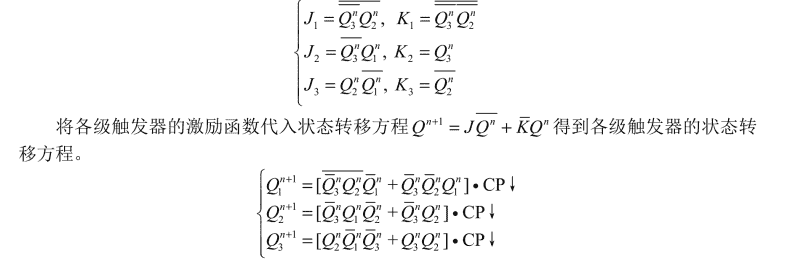 J₁ = \overline{\overline{Q_3^n} Q_2^n}, K₁ = \overline{\overline{Q_3^n} \overline{Q_2^n}}
J₂ = \overline{Q_3^n} Q_1^n, K₂ = Q_3^n
J₃ = Q_2^n \overline{Q_1^n}, K₃ = \overline{Q_2^n}
将各级触发器的激励函数代入状态转移方程 Q^{n+1} = J\overline{Q^n} + \overline{K}Q^n 得到各级触发器的状态转
移方程。
Q_1^{n+1} = [\overline{\overline{Q}_3^n Q_2^n} \overline{Q}_1^n + \overline{Q}_3^n \overline{Q}_2^n Q_1^n]•CP↓
Q_2^{n+1} = [\overline{Q}_3^n Q_1^n \overline{Q}_2^n + \overline{Q}_3^n Q_2^n]•CP↓
Q_3^{n+1} = [Q_2^n \overline{Q}_1^n \overline{Q}_3^n + Q_3^n Q_2^n]•CP↓